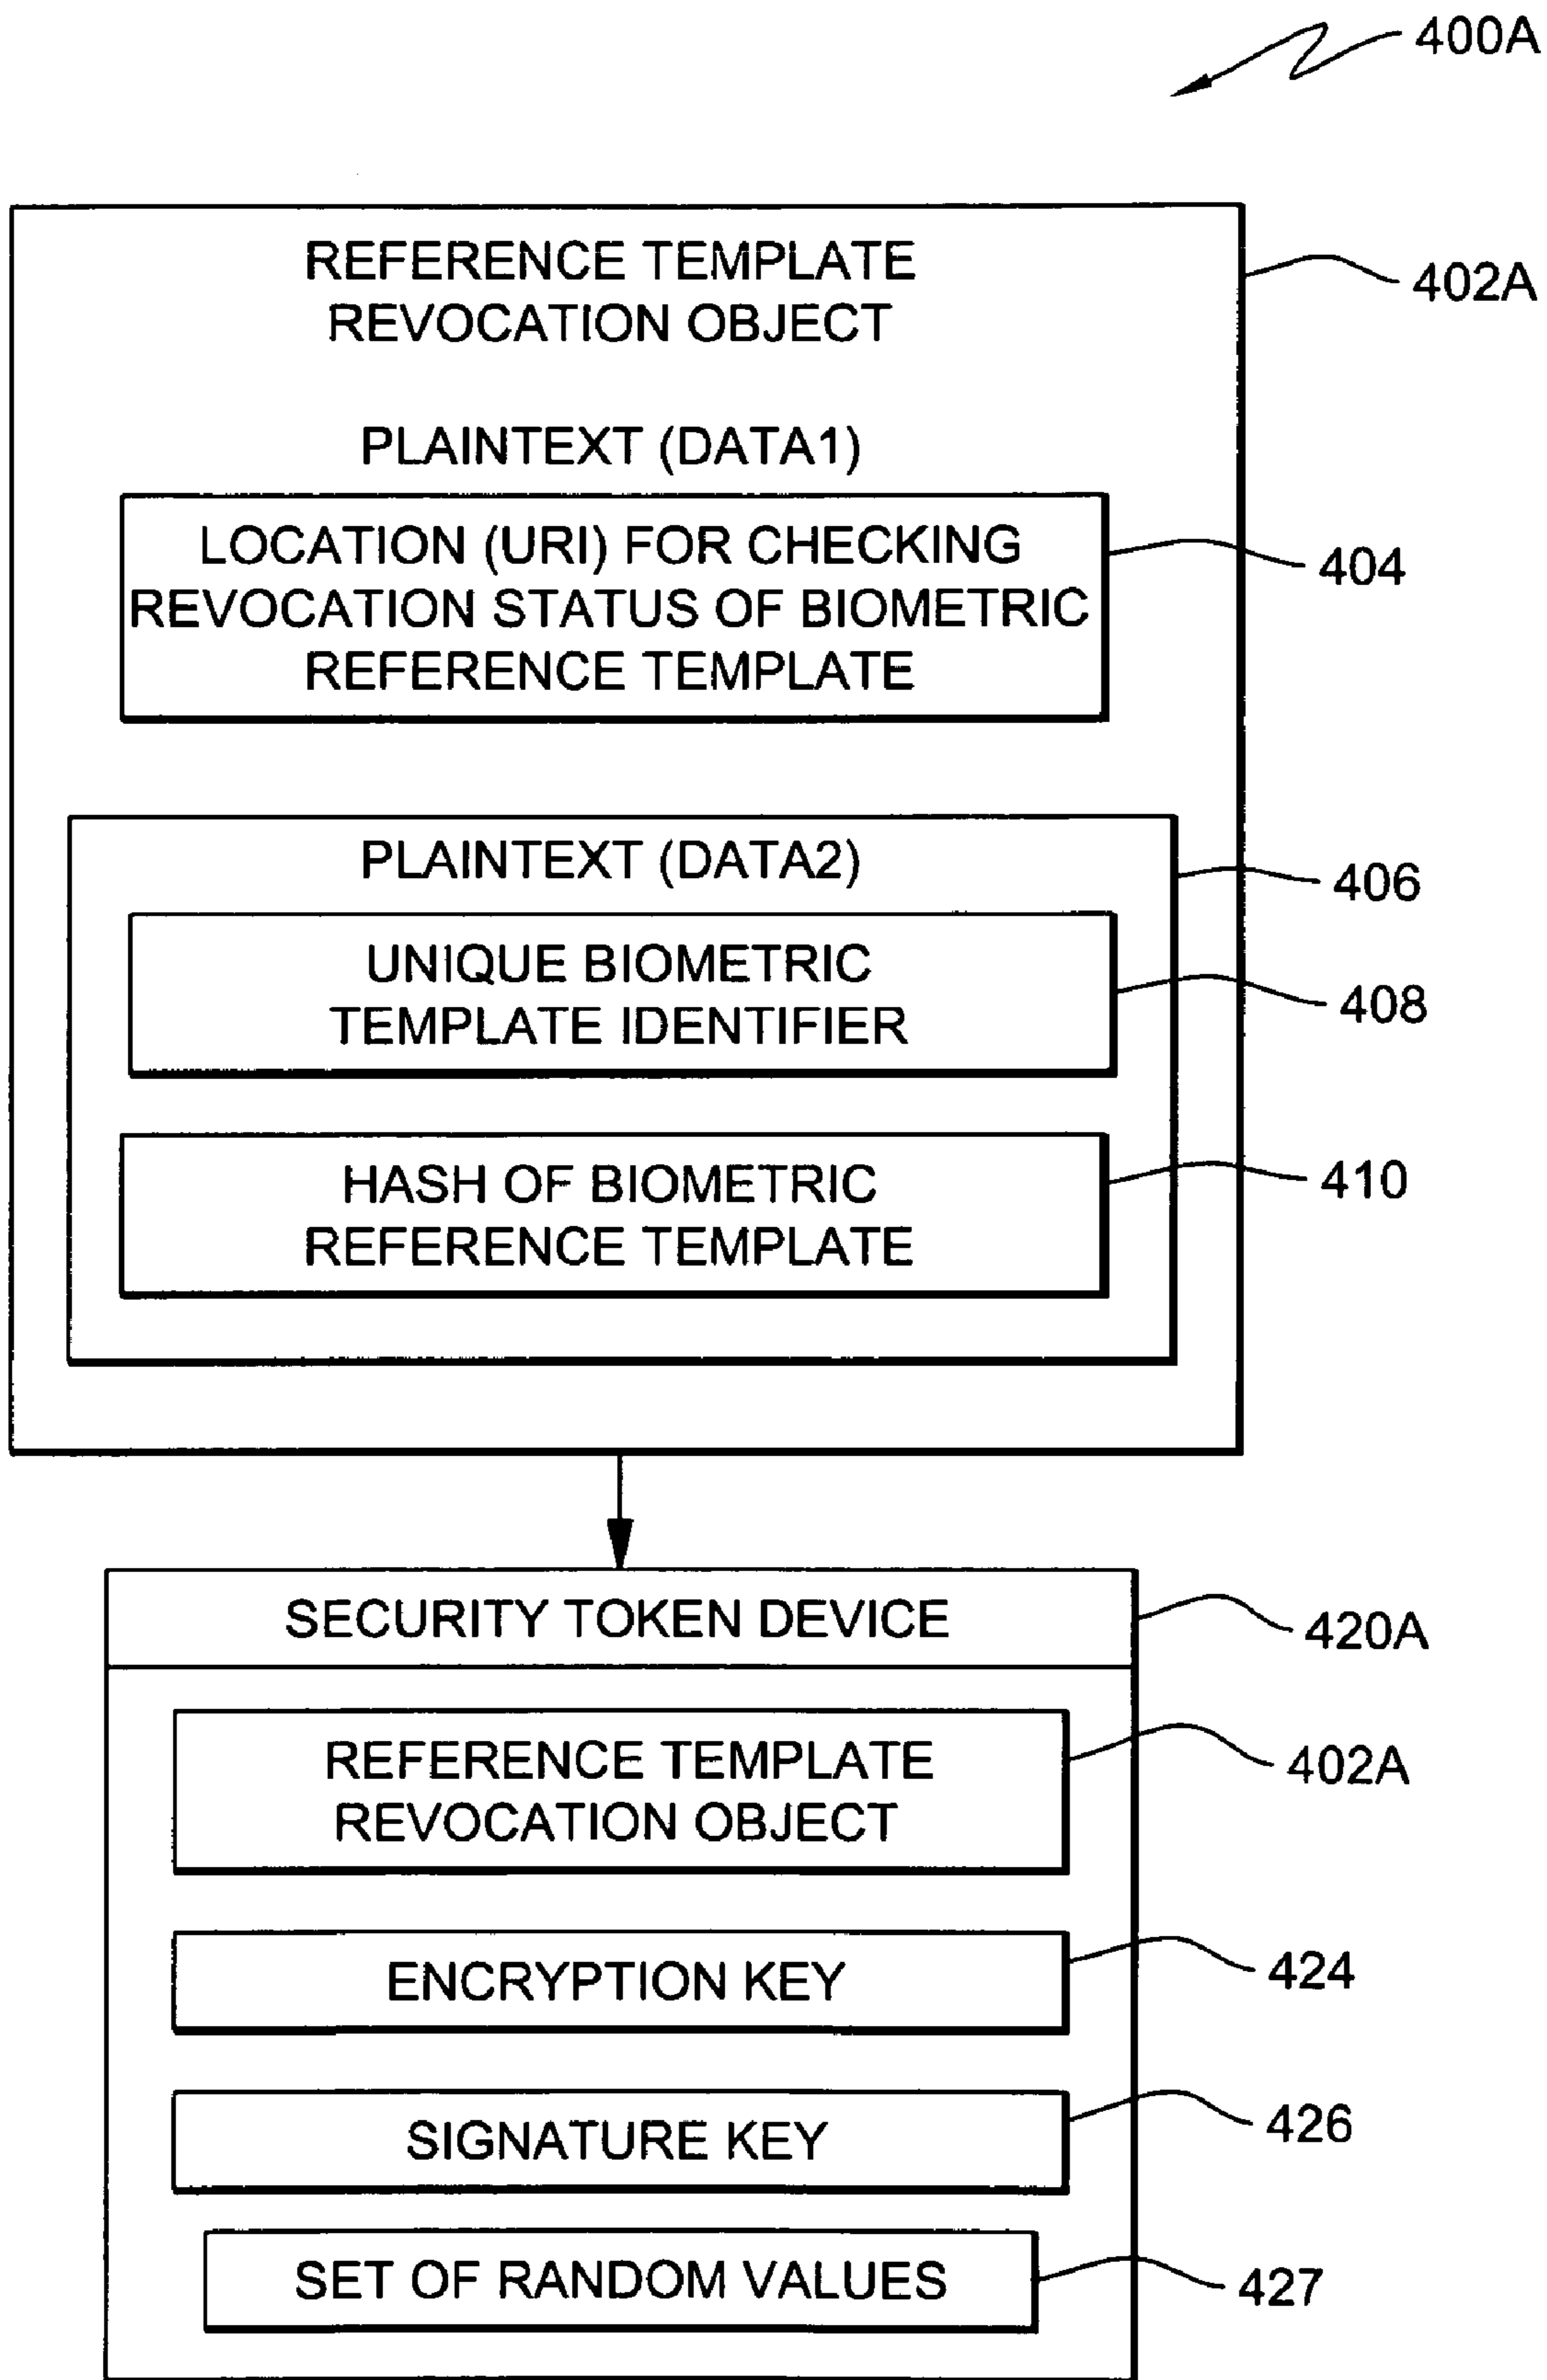 400A
REFERENCE TEMPLATE
REVOCATION OBJECT
402A
PLAINTEXT (DATA1)
LOCATION (URI) FOR CHECKING
REVOCATION STATUS OF BIOMETRIC
REFERENCE TEMPLATE
404
PLAINTEXT (DATA2)
406
UNIQUE BIOMETRIC
TEMPLATE IDENTIFIER
408
HASH OF BIOMETRIC
REFERENCE TEMPLATE
410
SECURITY TOKEN DEVICE
420A
REFERENCE TEMPLATE
REVOCATION OBJECT
402A
ENCRYPTION KEY
424
SIGNATURE KEY
426
SET OF RANDOM VALUES
427